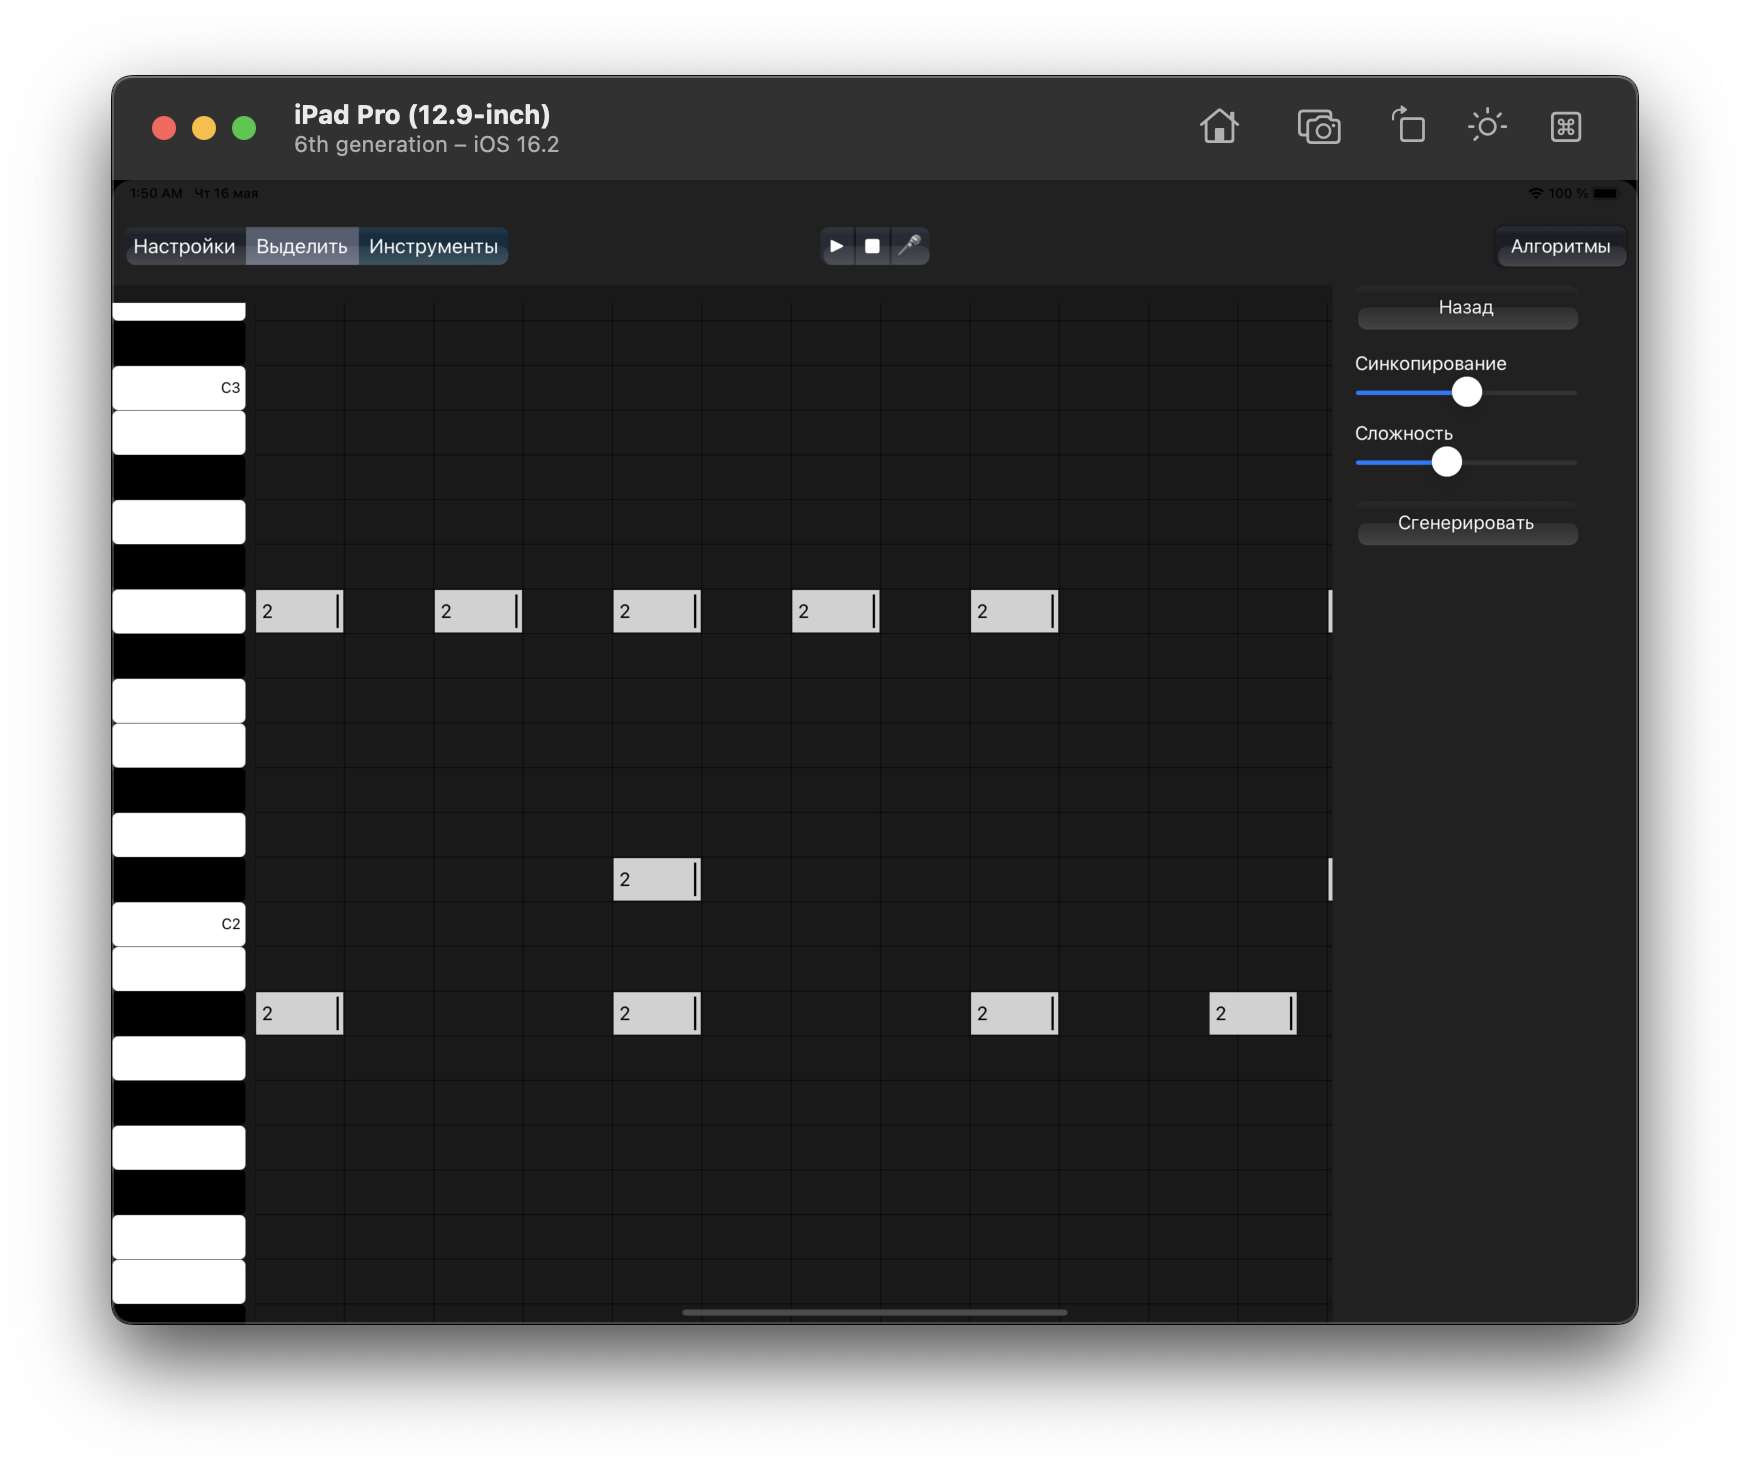 iPad Pro (12.9-inch)
6th generation – iOS 16.2
1:50 AM Чт 16 мая
100 %
Настройки Выделить Инструменты
Алгоритмы
Назад
C3
Синкопирование
Сложность
Сгенерировать
2 2 2 2 2
2
C2
2 2 2 2